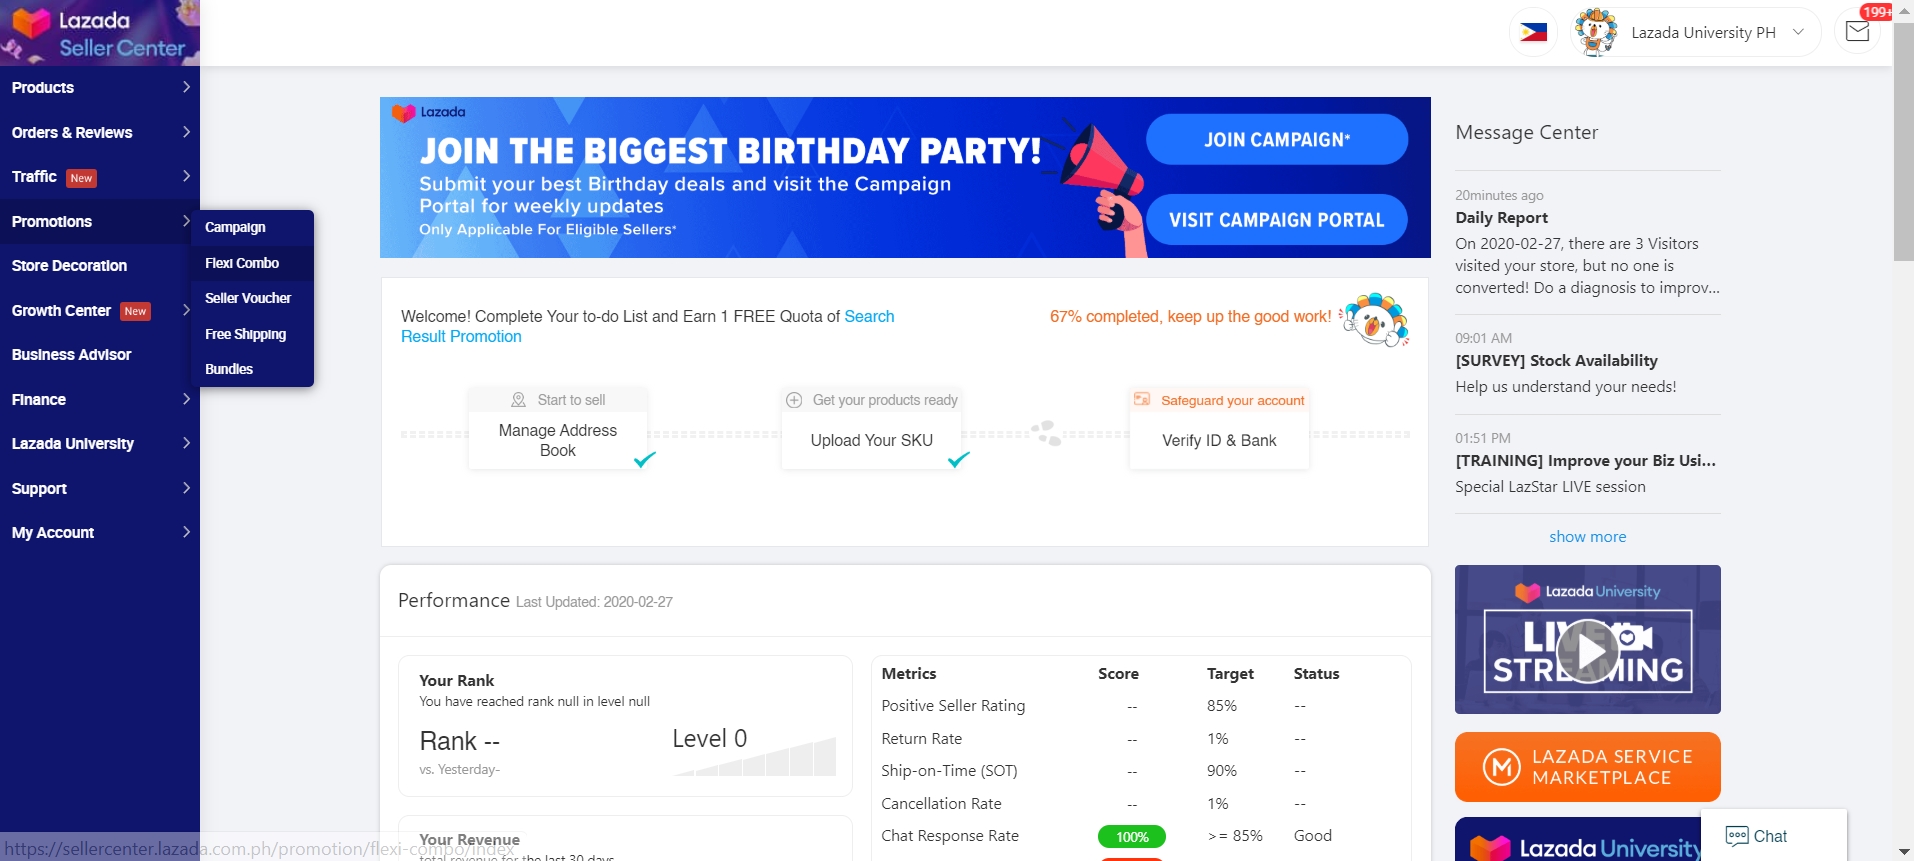 Lazada
Seller Center
Products
Orders & Reviews
Traffic New
Promotions
Store Decoration
Growth Center New
Business Advisor
Finance
Lazada University
Support
My Account
Campaign
Flexi Combo
Seller Voucher
Free Shipping
Bundles
Lazada University PH
199+
Lazada
JOIN THE BIGGEST BIRTHDAY PARTY!
Submit your best Birthday deals and visit the Campaign
Portal for weekly updates
Only Applicable For Eligible Sellers*
JOIN CAMPAIGN*
VISIT CAMPAIGN PORTAL
Welcome! Complete Your to-do List and Earn 1 FREE Quota of Search
Result Promotion
67% completed, keep up the good work!
Start to sell
Manage Address
Book
Get your products ready
Upload Your SKU
Safeguard your account
Verify ID & Bank
Performance Last Updated: 2020-02-27
Your Rank
You have reached rank null in level null
Rank --
vs. Yesterday-
Level 0
Your Revenue
total revenue for the last 30 days
Metrics Score Target Status
Positive Seller Rating -- 85% --
Return Rate -- 1% --
Ship-on-Time (SOT) -- 90% --
Cancellation Rate -- 1% --
Chat Response Rate 100% >= 85% Good
Message Center
20minutes ago
Daily Report
On 2020-02-27, there are 3 Visitors
visited your store, but no one is
converted! Do a diagnosis to improv...
09:01 AM
[SURVEY] Stock Availability
Help us understand your needs!
01:51 PM
[TRAINING] Improve your Biz Usi...
Special LazStar LIVE session
show more
Lazada University
LIVE
STREAMING
M LAZADA SERVICE
MARKETPLACE
Lazada University
Chat
https://sellercenter.lazada.com.ph/promotion/flexi-combo/index